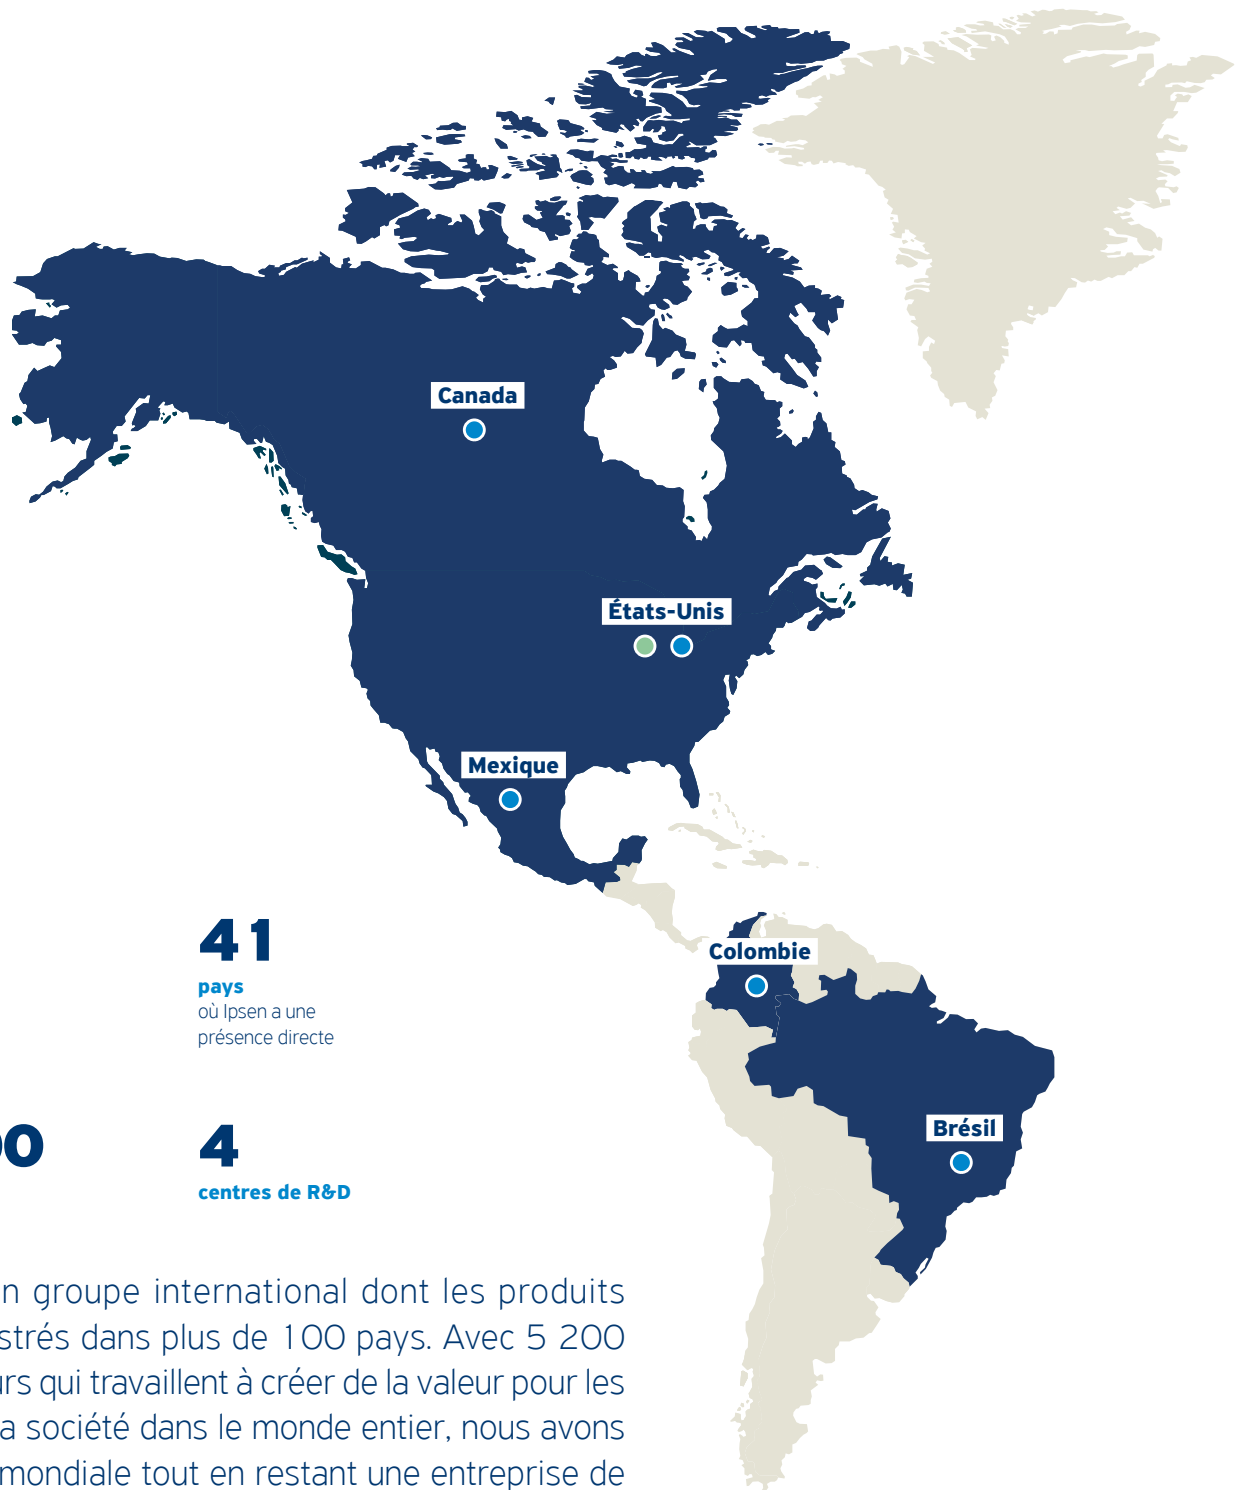 Canada
États-Unis
Mexique
Colombie
Brésil
41
pays
où Ipsen a une
présence directe
00
4
centres de R&D
n groupe international dont les produits
strés dans plus de 100 pays. Avec 5 200
urs qui travaillent à créer de la valeur pour les
a société dans le monde entier, nous avons
mondiale tout en restant une entreprise de